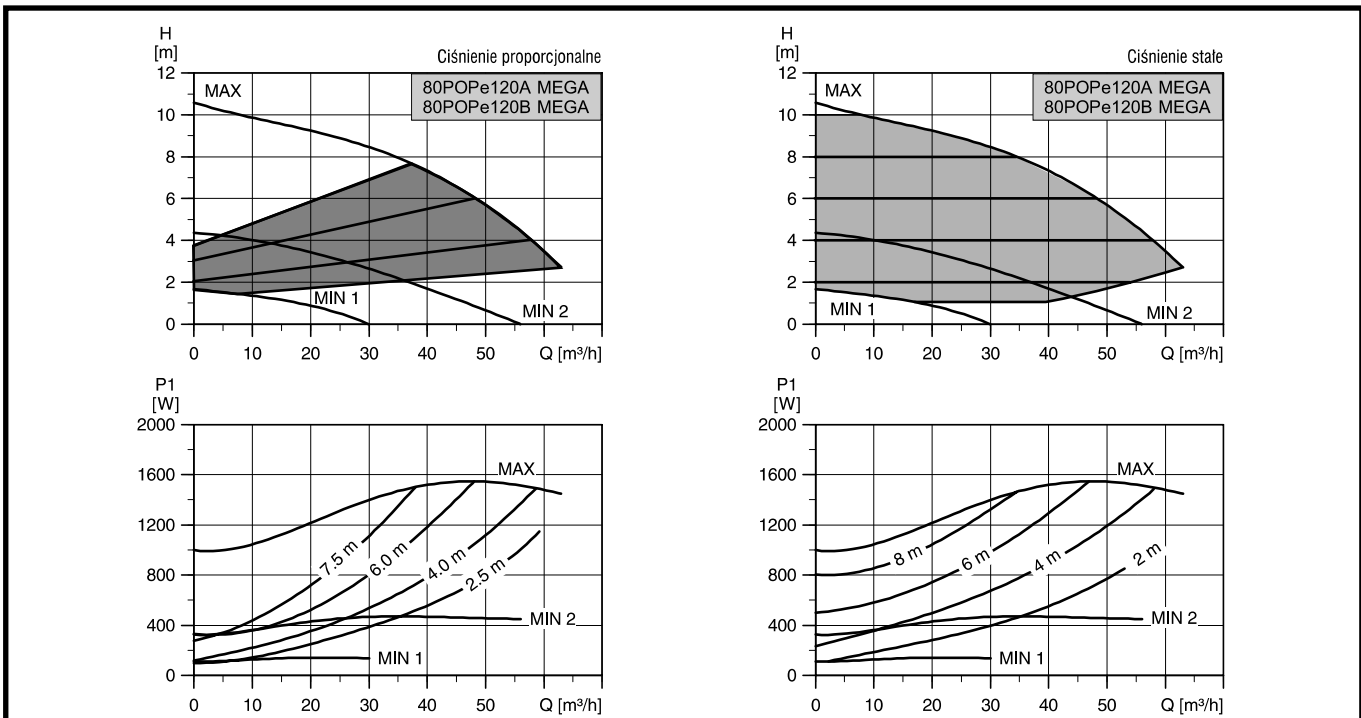 H
[m]
Ciśnienie proporcjonalne
80POPe120A MEGA
80POPe120B MEGA
MAX
12
10
8
6
4
2
0
MIN 1
MIN 2
0 10 20 30 40 50 Q [m³/h]
H
[m]
Ciśnienie stałe
80POPe120A MEGA
80POPe120B MEGA
MAX
12
10
8
6
4
2
0
MIN 1
MIN 2
0 10 20 30 40 50 Q [m³/h]
P1
[W]
2000
1600
1200
800
400
0
MAX
7.5 m
6.0 m
4.0 m
2.5 m
MIN 2
MIN 1
0 10 20 30 40 50 Q [m³/h]
P1
[W]
2000
1600
1200
800
400
0
MAX
8 m
6 m
4 m
2 m
MIN 2
MIN 1
0 10 20 30 40 50 Q [m³/h]